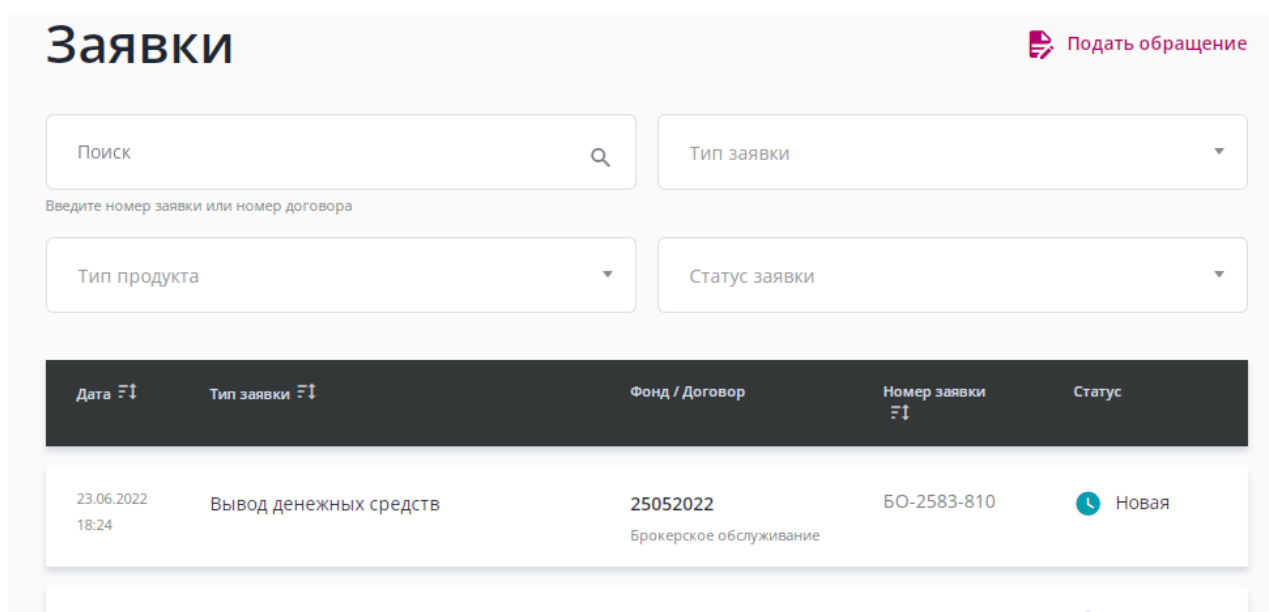 Заявки
Подать обращение
Поиск
Тип заявки
Введите номер заявки или номер договора
Тип продукта
Статус заявки
Дата Тип заявки Фонд / Договор Номер заявки Статус
23.06.2022
18:24
Вывод денежных средств
25052022
Брокерское обслуживание
БО-2583-810
Новая